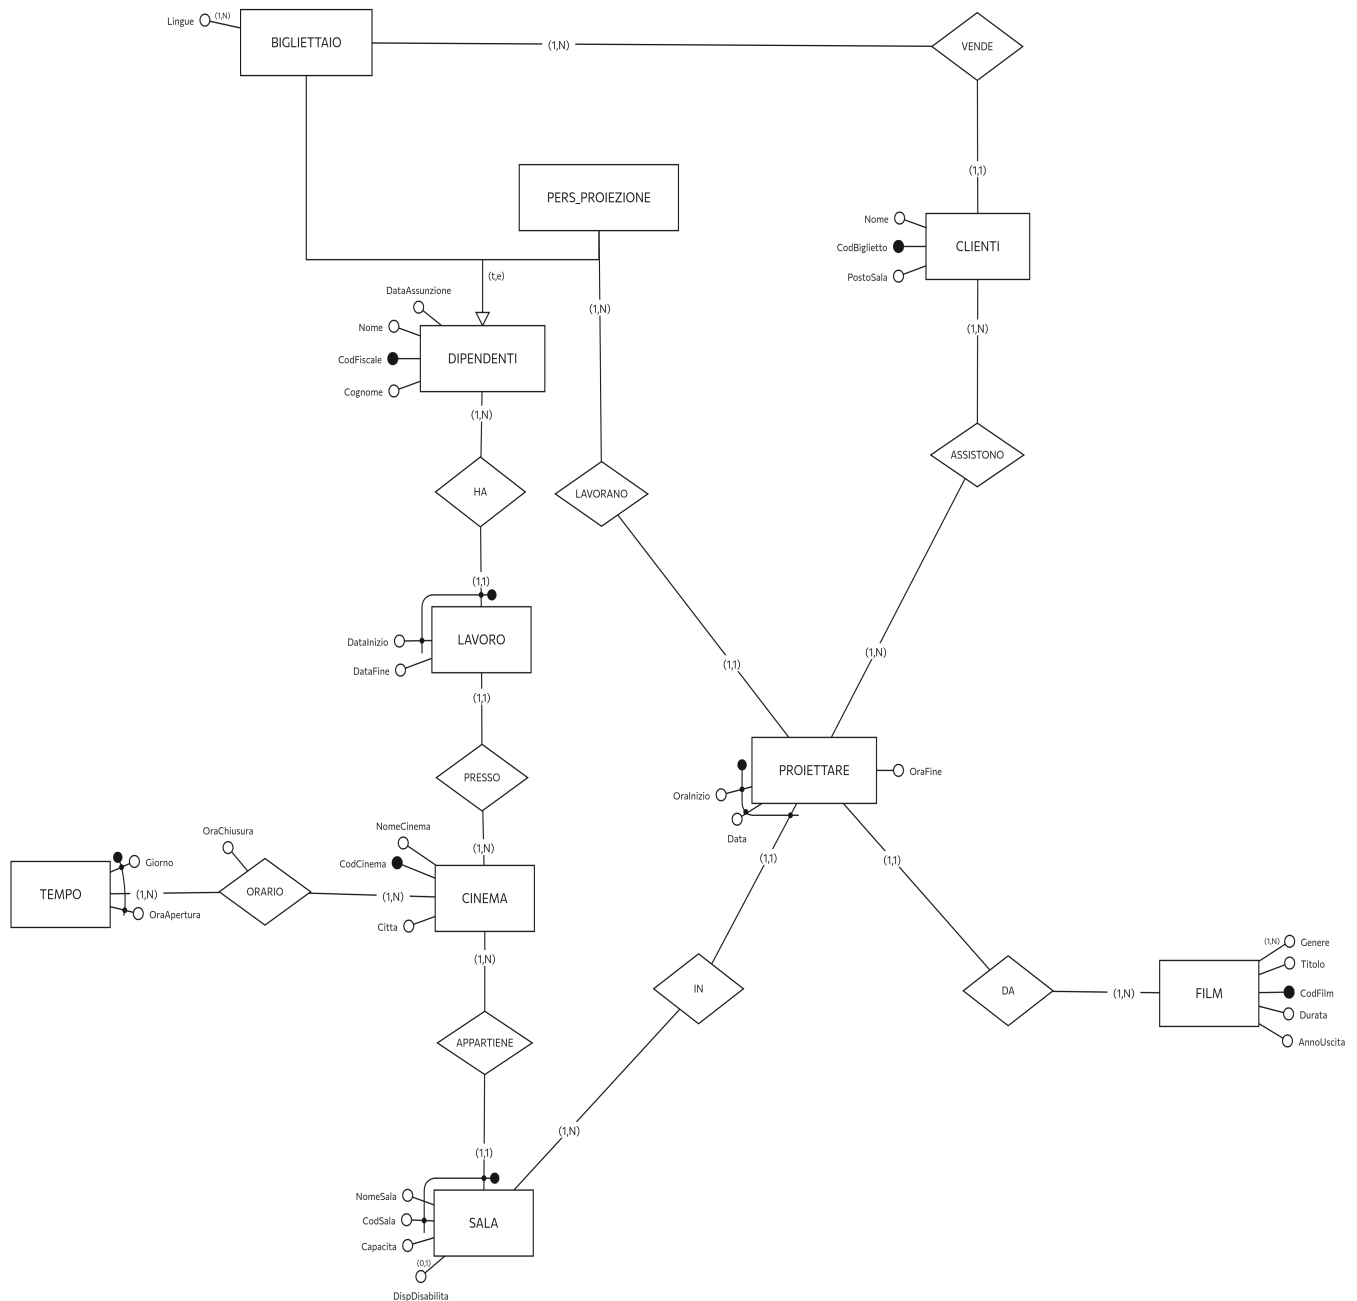 Lingue
(1,N)
BIGLIETTAIO
(1,N)
VENDE
(1,1)
PERS_PROIEZIONE
Nome
CodBiglietto
PostoSala
CLIENTI
(t,e)
DataAssunzione
Nome
CodFiscale
Cognome
DIPENDENTI
(1,N)
(1,N)
(1,N)
ASSISTONO
HA
LAVORANO
(1,1)
DataInizio
DataFine
LAVORO
(1,1)
(1,1)
(1,N)
PRESSO
PROIETTARE
OraFine
OraInizio
Data
(1,N)
(1,1)
(1,1)
OraChiusura
NomeCinema
CodCinema
Citta
CINEMA
TEMPO
Giorno
OraApertura
(1,N)
ORARIO
(1,N)
(1,N)
APPARTIENE
IN
DA
(1,N)
FILM
(1,N)
Genere
Titolo
CodFilm
Durata
AnnoUscita
(1,N)
(1,1)
NomeSala
CodSala
Capacita
SALA
(0,1)
DispDisabilita